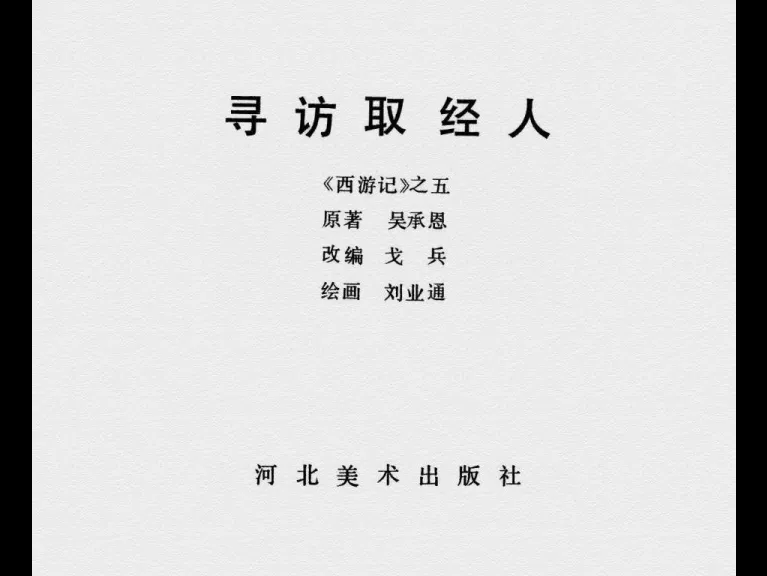 寻访取经人
《西游记》之五
原著 吴承恩
改编 戈兵
绘画 刘业通
河北美术出版社